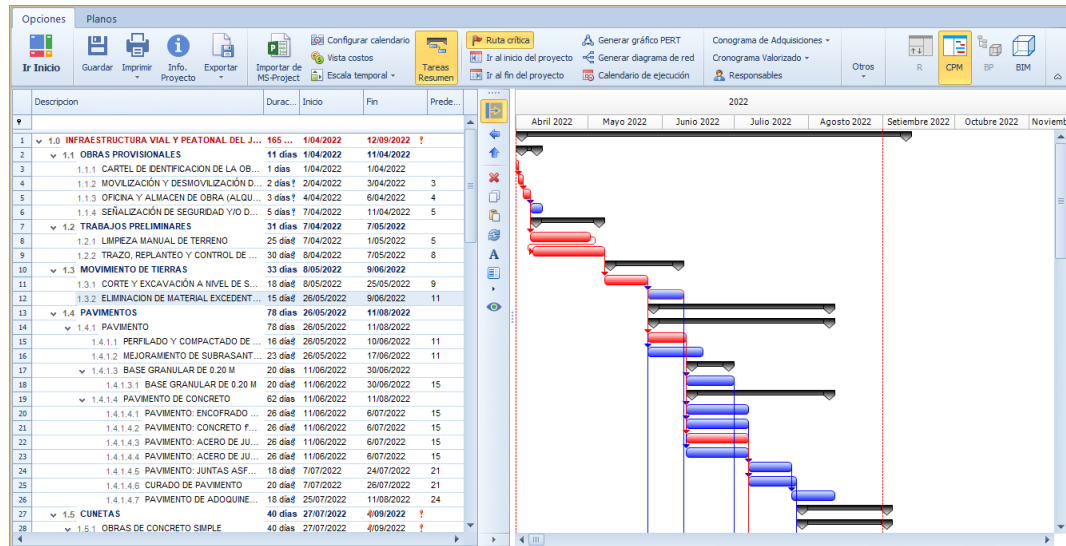 Opciones Planos
Ir Inicio
Guardar
Imprimir
Info. Proyecto
Exportar
Importar de MS-Project
Configurar calendario
Vista costos
Escala temporal
Tareas Resumen
Ruta crítica
Ir al inicio del proyecto
Ir al fin del proyecto
Generar gráfico PERT
Generar diagrama de red
Calendario de ejecución
Conograma de Adquisiciones
Cronograma Valorizado
Responsables
Otros
R
CPM
BP
BIM
Descripcion Durac... Inicio Fin Prede...
2022
Abril 2022 Mayo 2022 Junio 2022 Julio 2022 Agosto 2022 Setiembre 2022 Octubre 2022 Noviemb
1 1.0 INFRAESTRUCTURA VIAL Y PEATONAL DEL J... 165 ... 1/04/2022 12/09/2022
2 1.1 OBRAS PROVISIONALES 11 días 1/04/2022 11/04/2022
3 1.1.1 CARTEL DE IDENTIFICACION DE LA OB... 1 días 1/04/2022 1/04/2022
4 1.1.2 MOVILIZACIÓN Y DESMOVILIZACIÓN D... 2 días 2/04/2022 3/04/2022 3
5 1.1.3 OFICINA Y ALMACEN DE OBRA (ALQU... 3 días 4/04/2022 6/04/2022 4
6 1.1.4 SEÑALIZACIÓN DE SEGURIDAD Y/O D... 5 días 7/04/2022 11/04/2022 5
7 1.2 TRABAJOS PRELIMINARES 31 días 7/04/2022 7/05/2022
8 1.2.1 LIMPIEZA MANUAL DE TERRENO 25 días 7/04/2022 1/05/2022 5
9 1.2.2 TRAZO, REPLANTEO Y CONTROL DE ... 30 días 8/04/2022 7/05/2022 8
10 1.3 MOVIMIENTO DE TIERRAS 33 días 8/05/2022 9/06/2022
11 1.3.1 CORTE Y EXCAVACIÓN A NIVEL DE S... 18 días 8/05/2022 25/05/2022 9
12 1.3.2 ELIMINACION DE MATERIAL EXCEDENT... 15 días 26/05/2022 9/06/2022 11
13 1.4 PAVIMENTOS 78 días 26/05/2022 11/08/2022
14 1.4.1 PAVIMENTO 78 días 26/05/2022 11/08/2022
15 1.4.1.1 PERFILADO Y COMPACTADO DE ... 16 días 26/05/2022 10/06/2022 11
16 1.4.1.2 MEJORAMIENTO DE SUBRASANT... 23 días 26/05/2022 17/06/2022 11
17 1.4.1.3 BASE GRANULAR DE 0.20 M 20 días 11/06/2022 30/06/2022
18 1.4.1.3.1 BASE GRANULAR DE 0.20 M 20 días 11/06/2022 30/06/2022 15
19 1.4.1.4 PAVIMENTO DE CONCRETO 62 días 11/06/2022 11/08/2022
20 1.4.1.4.1 PAVIMENTO: ENCOFRADO ... 26 días 11/06/2022 6/07/2022 15
21 1.4.1.4.2 PAVIMENTO: CONCRETO f'... 26 días 11/06/2022 6/07/2022 15
22 1.4.1.4.3 PAVIMENTO: ACERO DE JU... 26 días 11/06/2022 6/07/2022 15
23 1.4.1.4.4 PAVIMENTO: ACERO DE JU... 26 días 11/06/2022 6/07/2022 15
24 1.4.1.4.5 PAVIMENTO: JUNTAS ASF... 18 días 7/07/2022 24/07/2022 21
25 1.4.1.4.6 CURADO DE PAVIMENTO 20 días 7/07/2022 26/07/2022 21
26 1.4.1.4.7 PAVIMENTO DE ADOQUINE... 18 días 25/07/2022 11/08/2022 24
27 1.5 CUNETAS 40 días 27/07/2022 4/09/2022
28 1.5.1 OBRAS DE CONCRETO SIMPLE 40 días 27/07/2022 4/09/2022